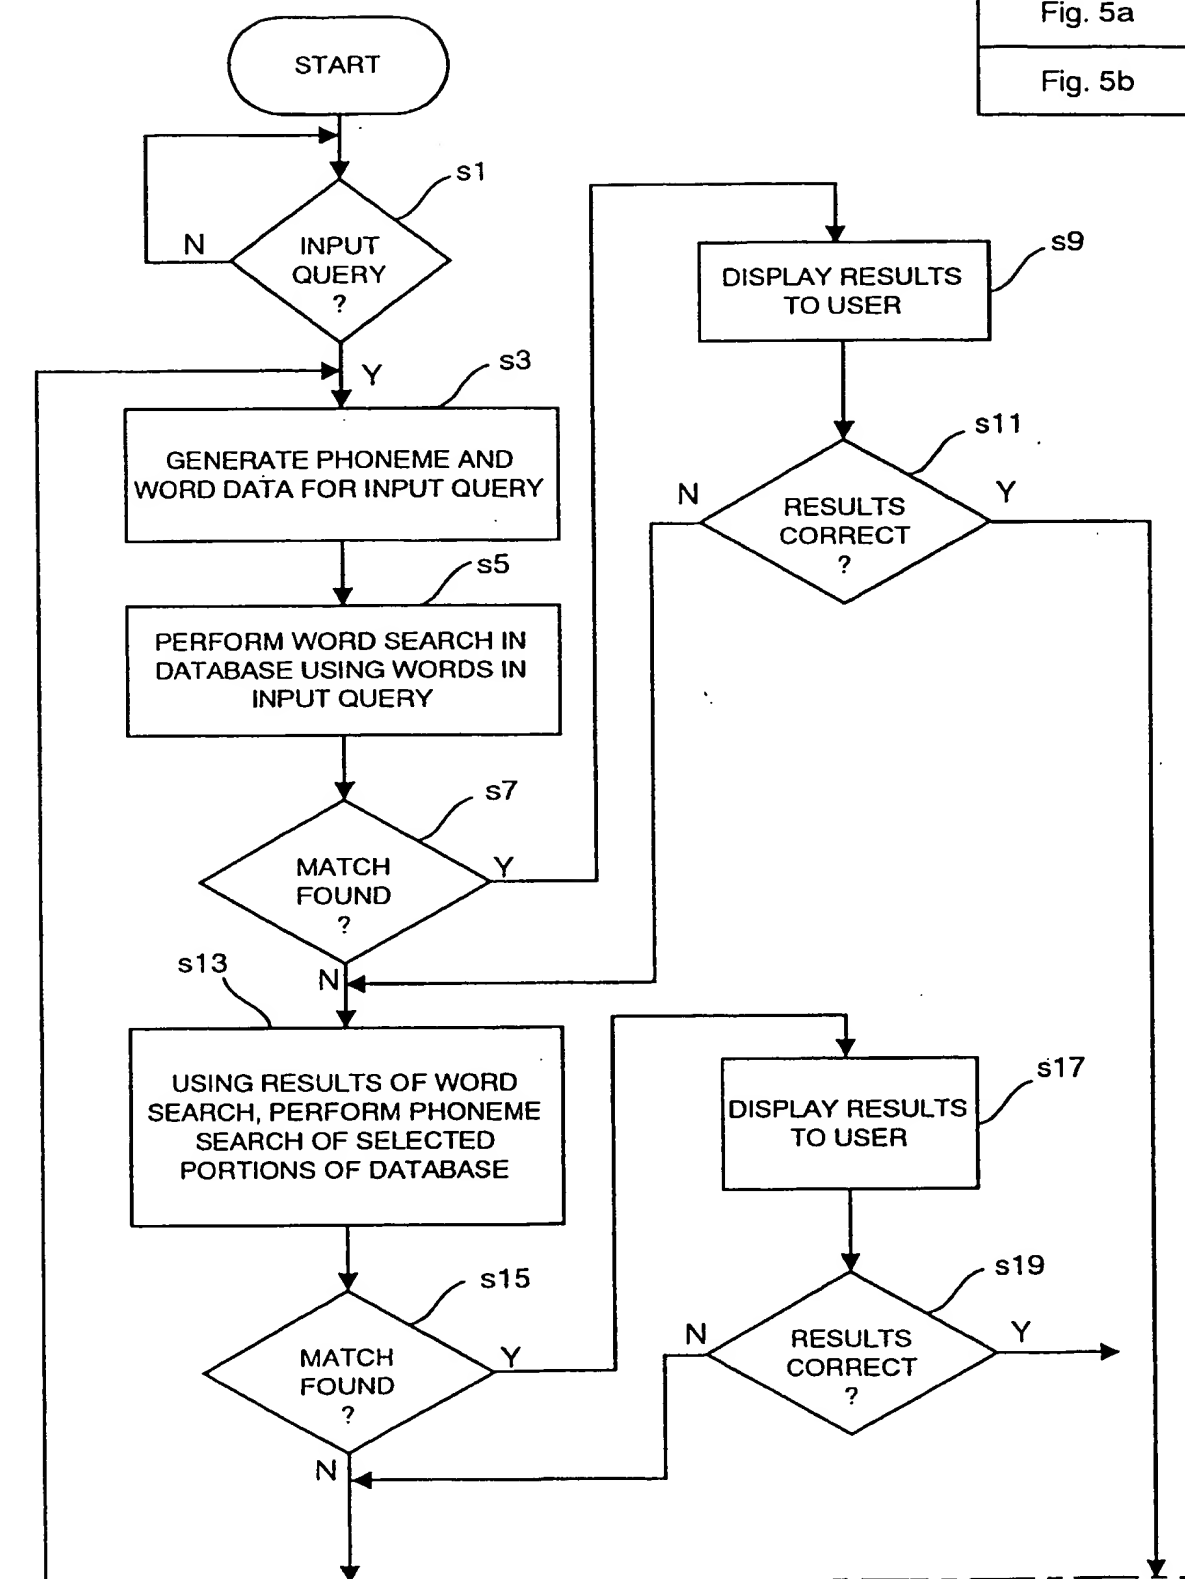 Fig. 5a
Fig. 5b
START
s1
INPUT
QUERY
?
N
Y
s3
GENERATE PHONEME AND
WORD DATA FOR INPUT QUERY
s5
PERFORM WORD SEARCH IN
DATABASE USING WORDS IN
INPUT QUERY
s7
MATCH
FOUND
?
Y
N
s9
DISPLAY RESULTS
TO USER
s11
RESULTS
CORRECT
?
N
Y
s13
USING RESULTS OF WORD
SEARCH, PERFORM PHONEME
SEARCH OF SELECTED
PORTIONS OF DATABASE
s15
MATCH
FOUND
?
Y
N
s17
DISPLAY RESULTS
TO USER
s19
RESULTS
CORRECT
?
N
Y